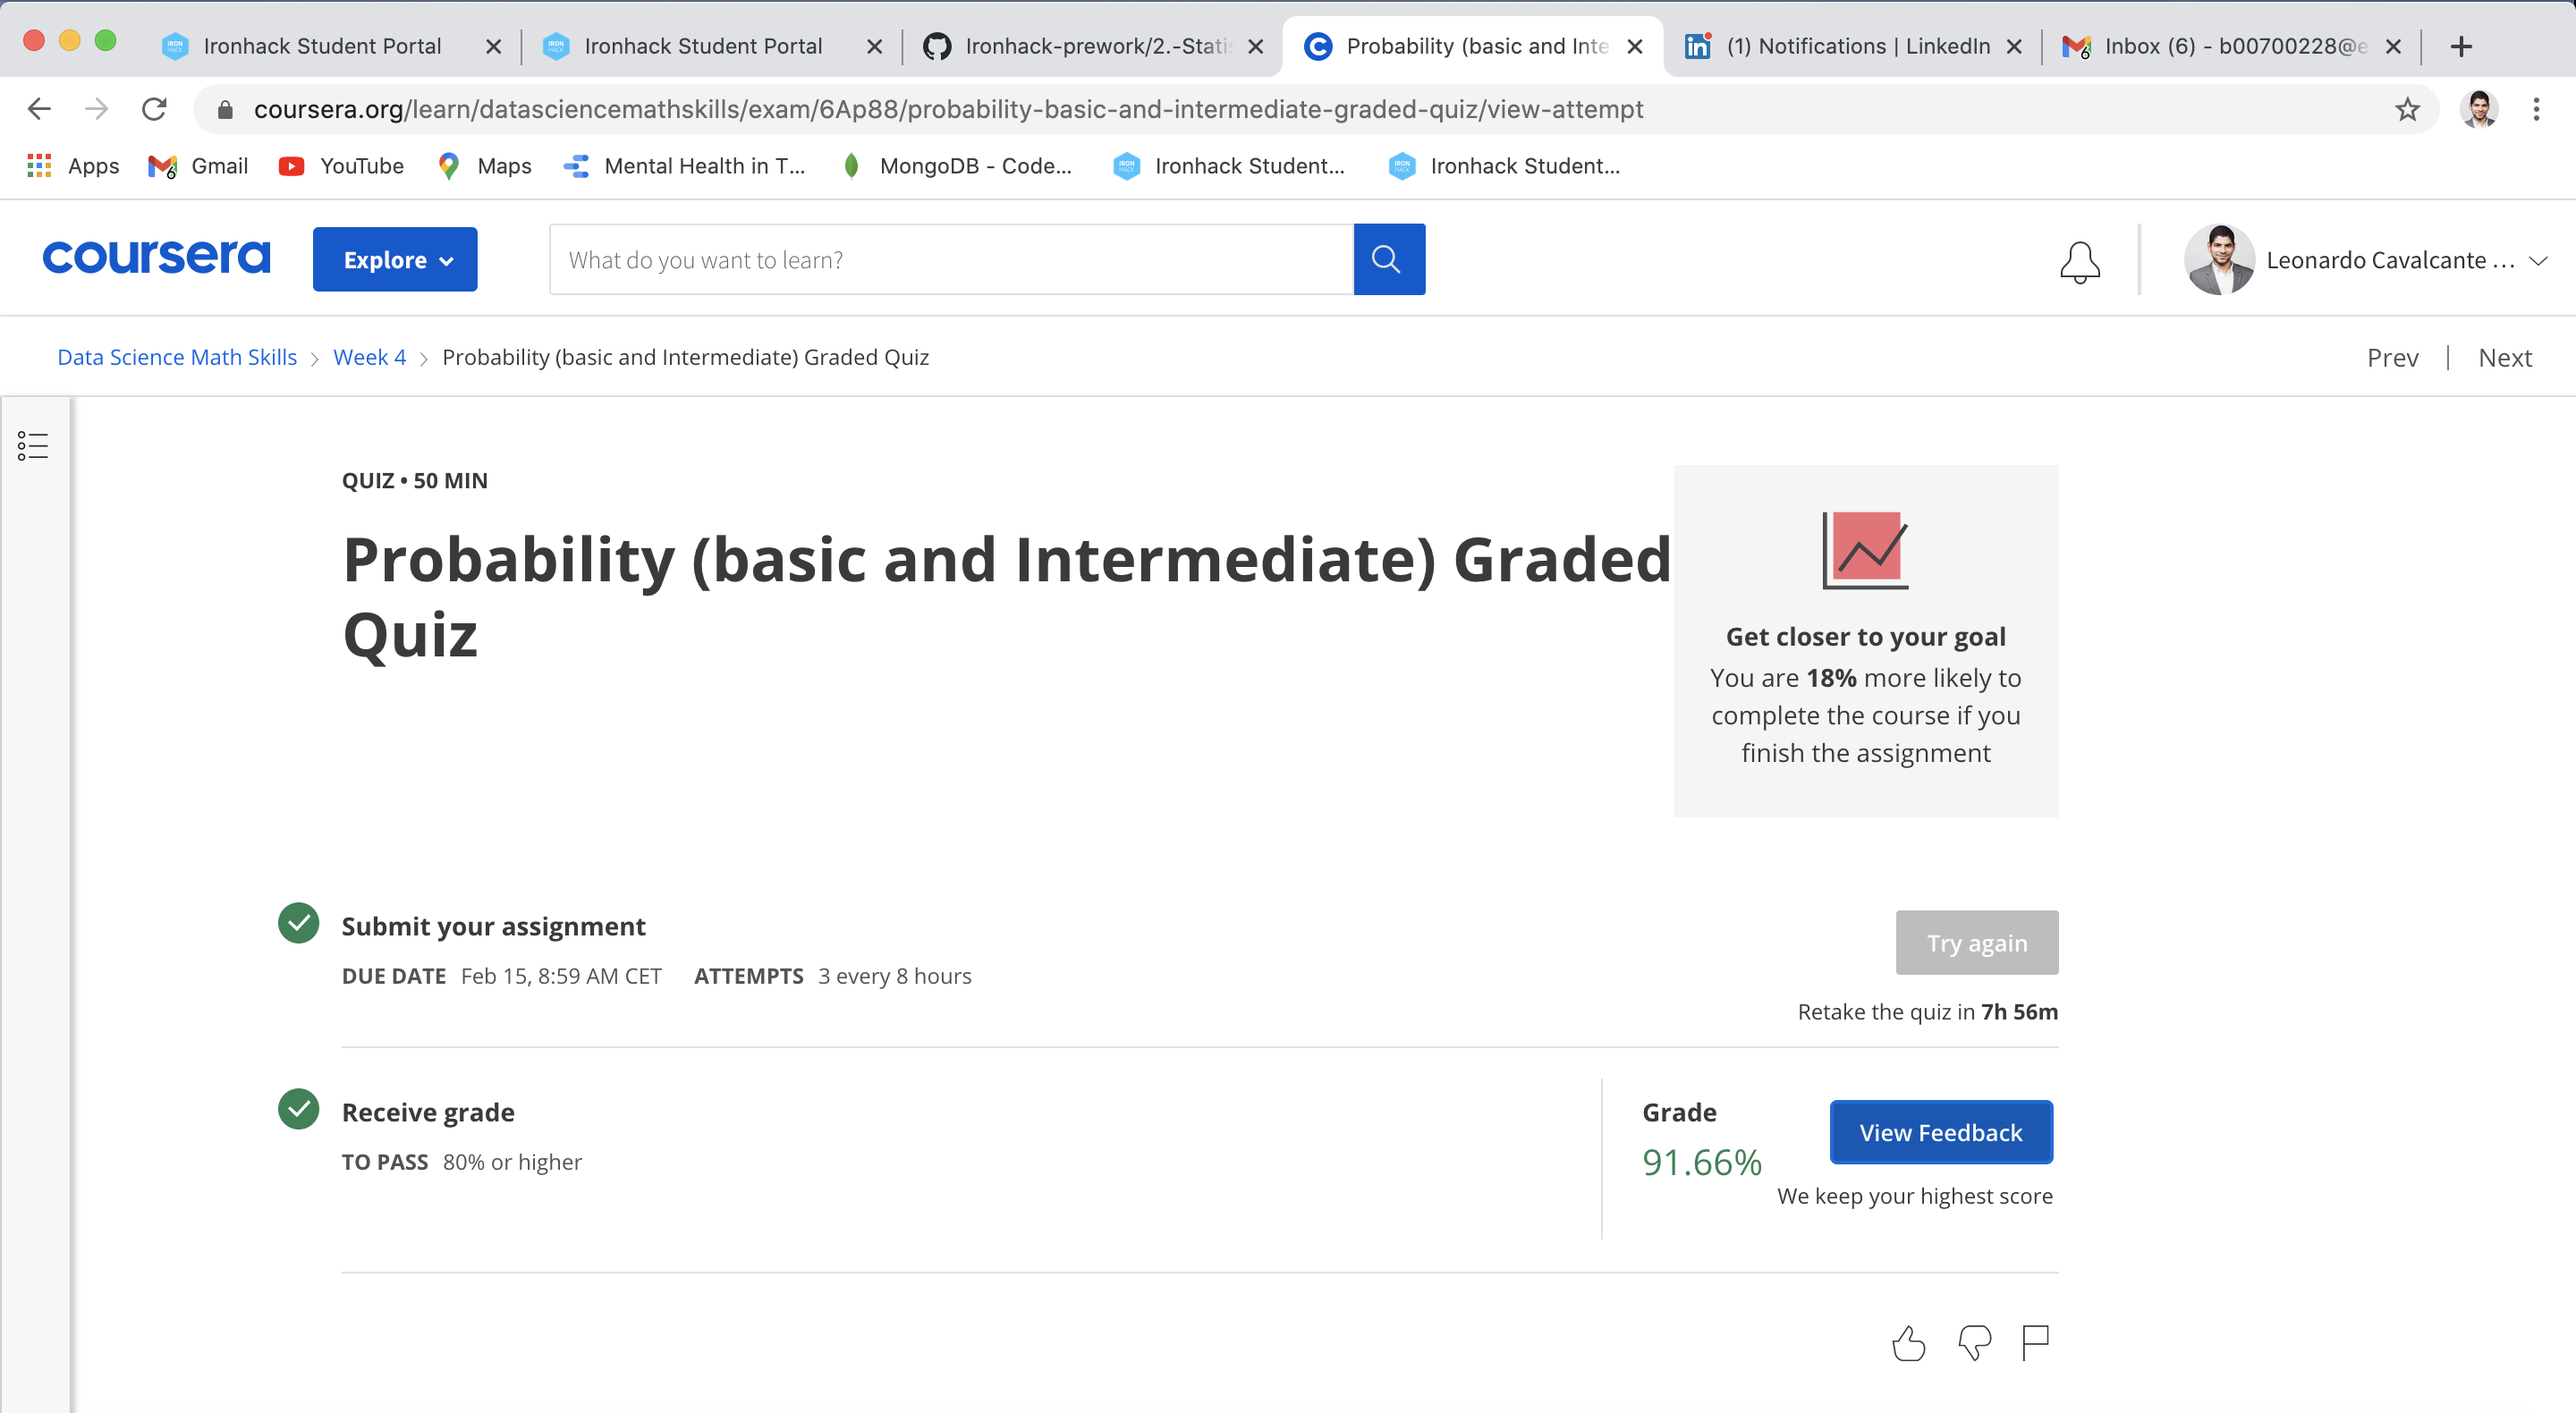 Ironhack Student Portal
Ironhack Student Portal
Ironhack-prework/2.-Statis
Probability (basic and Inte
(1) Notifications | LinkedIn
Inbox (6) - b00700228@e
coursera.org/learn/datasciencemathskills/exam/6Ap88/probability-basic-and-intermediate-graded-quiz/view-attempt
Apps
Gmail
YouTube
Maps
Mental Health in T...
MongoDB - Code...
Ironhack Student...
Ironhack Student...
coursera
Explore
What do you want to learn?
Leonardo Cavalcante ...
Data Science Math Skills > Week 4 > Probability (basic and Intermediate) Graded Quiz
Prev | Next
QUIZ • 50 MIN
Probability (basic and Intermediate) Graded
Quiz
Get closer to your goal
You are 18% more likely to
complete the course if you
finish the assignment
Submit your assignment
DUE DATE Feb 15, 8:59 AM CET ATTEMPTS 3 every 8 hours
Try again
Retake the quiz in 7h 56m
Receive grade
TO PASS 80% or higher
Grade
91.66%
View Feedback
We keep your highest score